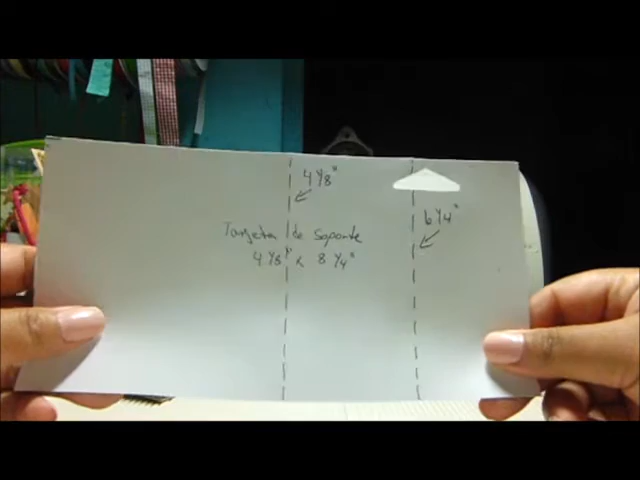 4 1/8"
6 1/4"
Tarjeta de soporte
4 1/8" x 8 1/4"